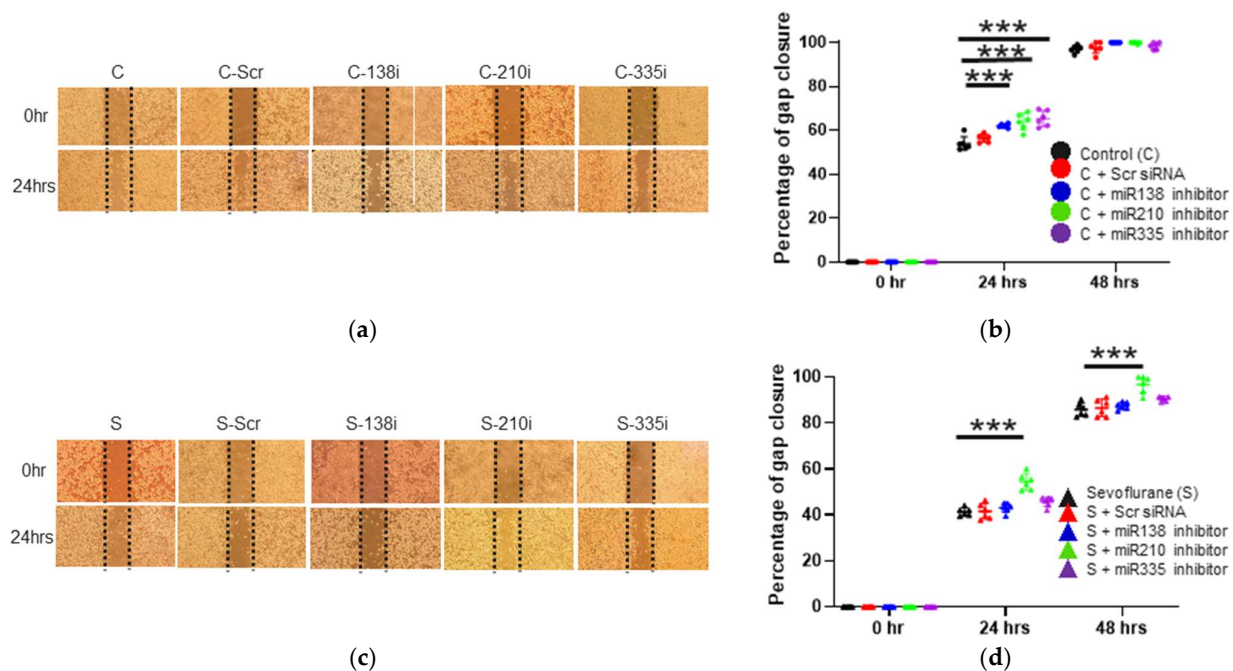 C C-Scr C-138i C-210i C-335i
0hr
24hrs
(a)
Percentage of gap closure
100
80
60
40
20
0
***
***
***
Control (C)
C + Scr siRNA
C + miR138 inhibitor
C + miR210 inhibitor
C + miR335 inhibitor
0 hr 24 hrs 48 hrs
(b)
S S-Scr S-138i S-210i S-335i
0hr
24hrs
(c)
Percentage of gap closure
100
80
60
40
20
0
***
***
Sevoflurane (S)
S + Scr siRNA
S + miR138 inhibitor
S + miR210 inhibitor
S + miR335 inhibitor
0 hr 24 hrs 48 hrs
(d)